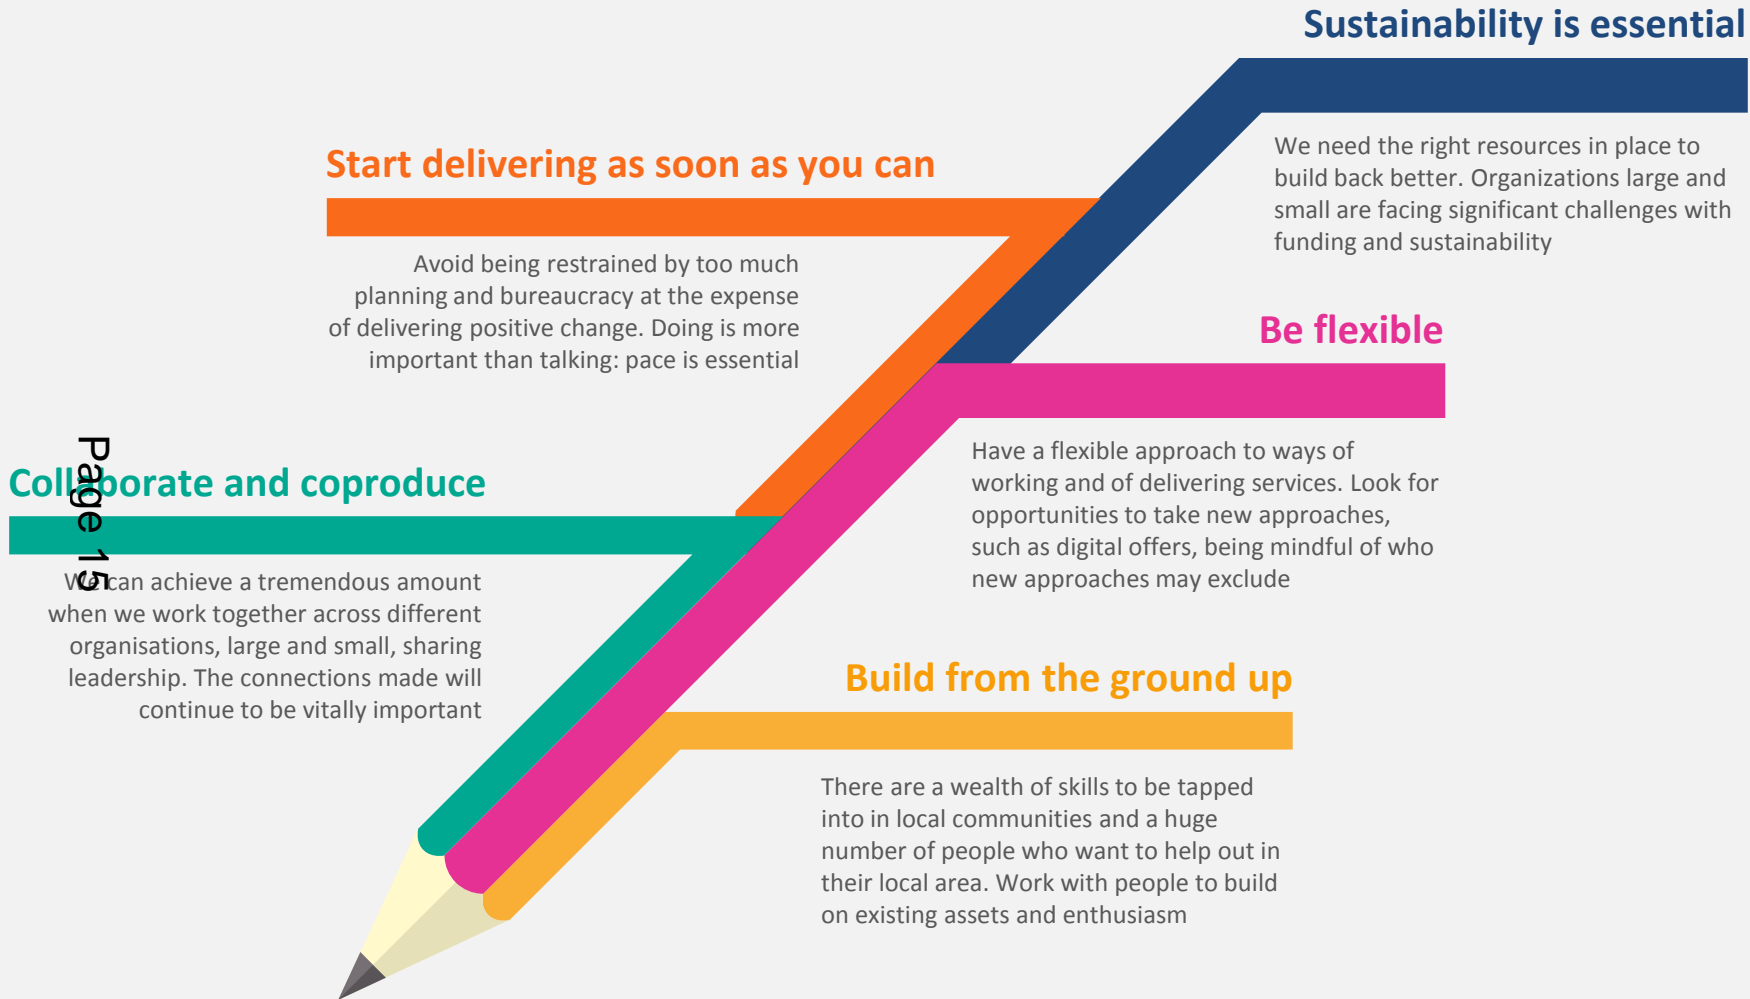 Sustainability is essential
We need the right resources in place to
build back better. Organizations large and
small are facing significant challenges with
funding and sustainability
Start delivering as soon as you can
Avoid being restrained by too much
planning and bureaucracy at the expense
of delivering positive change. Doing is more
important than talking: pace is essential
Be flexible
Have a flexible approach to ways of
working and of delivering services. Look for
opportunities to take new approaches,
such as digital offers, being mindful of who
new approaches may exclude
Collaborate and coproduce
We can achieve a tremendous amount
when we work together across different
organisations, large and small, sharing
leadership. The connections made will
continue to be vitally important
Build from the ground up
There are a wealth of skills to be tapped
into in local communities and a huge
number of people who want to help out in
their local area. Work with people to build
on existing assets and enthusiasm
Page 15